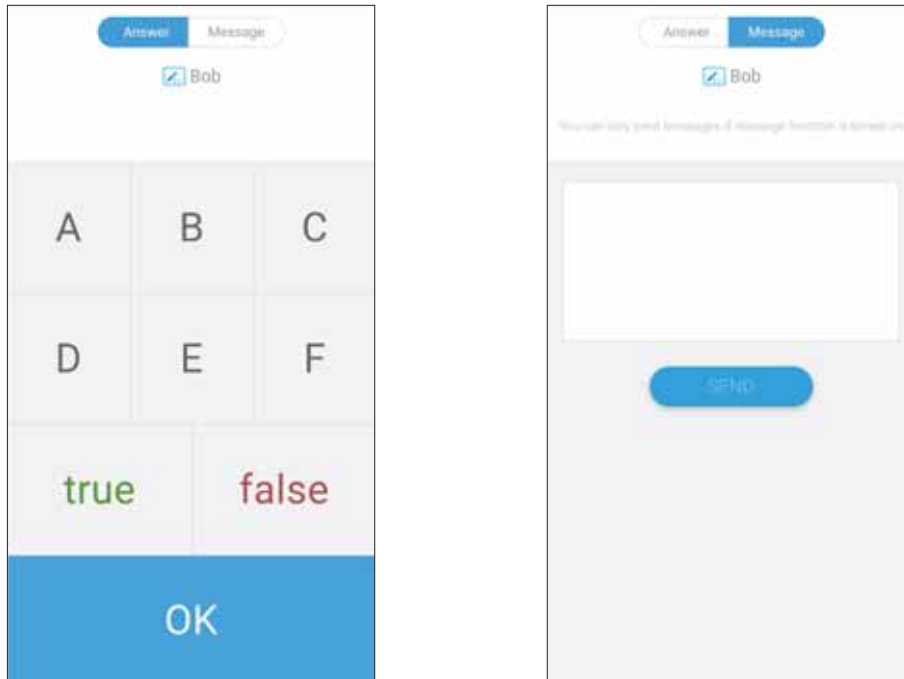 Answer Message
Bob
A B C
D E F
true false
OK
Answer Message
Bob
You can only send messages if message function is turned on
SEND